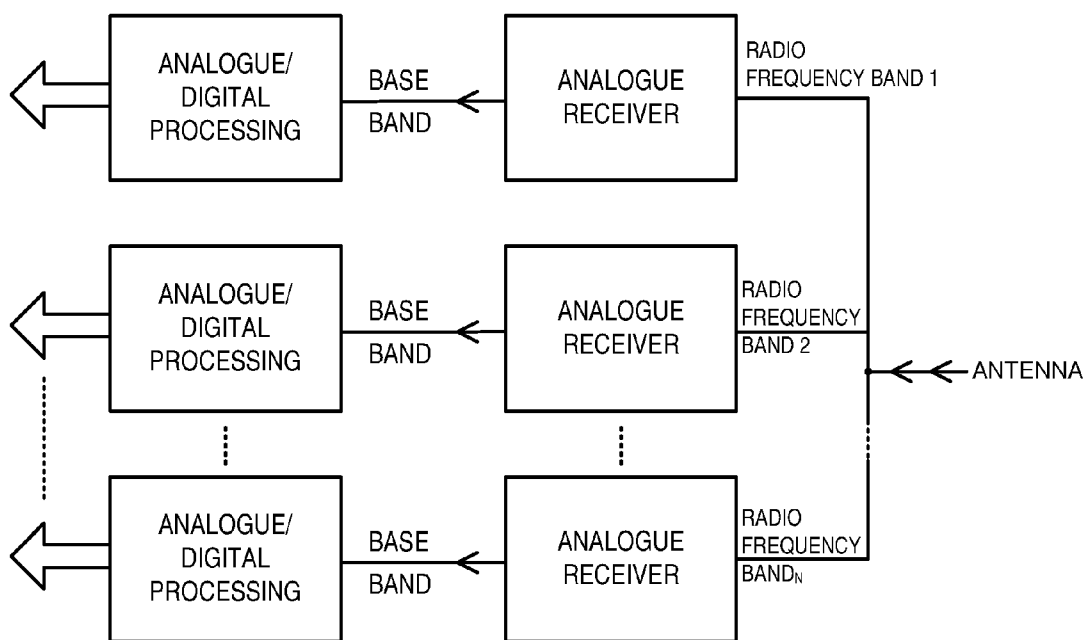 ANALOGUE/
DIGITAL
PROCESSING
BASE
BAND
ANALOGUE
RECEIVER
RADIO
FREQUENCY BAND 1
ANALOGUE/
DIGITAL
PROCESSING
BASE
BAND
ANALOGUE
RECEIVER
RADIO
FREQUENCY
BAND 2
ANTENNA
ANALOGUE/
DIGITAL
PROCESSING
BASE
BAND
ANALOGUE
RECEIVER
RADIO
FREQUENCY
BANDN